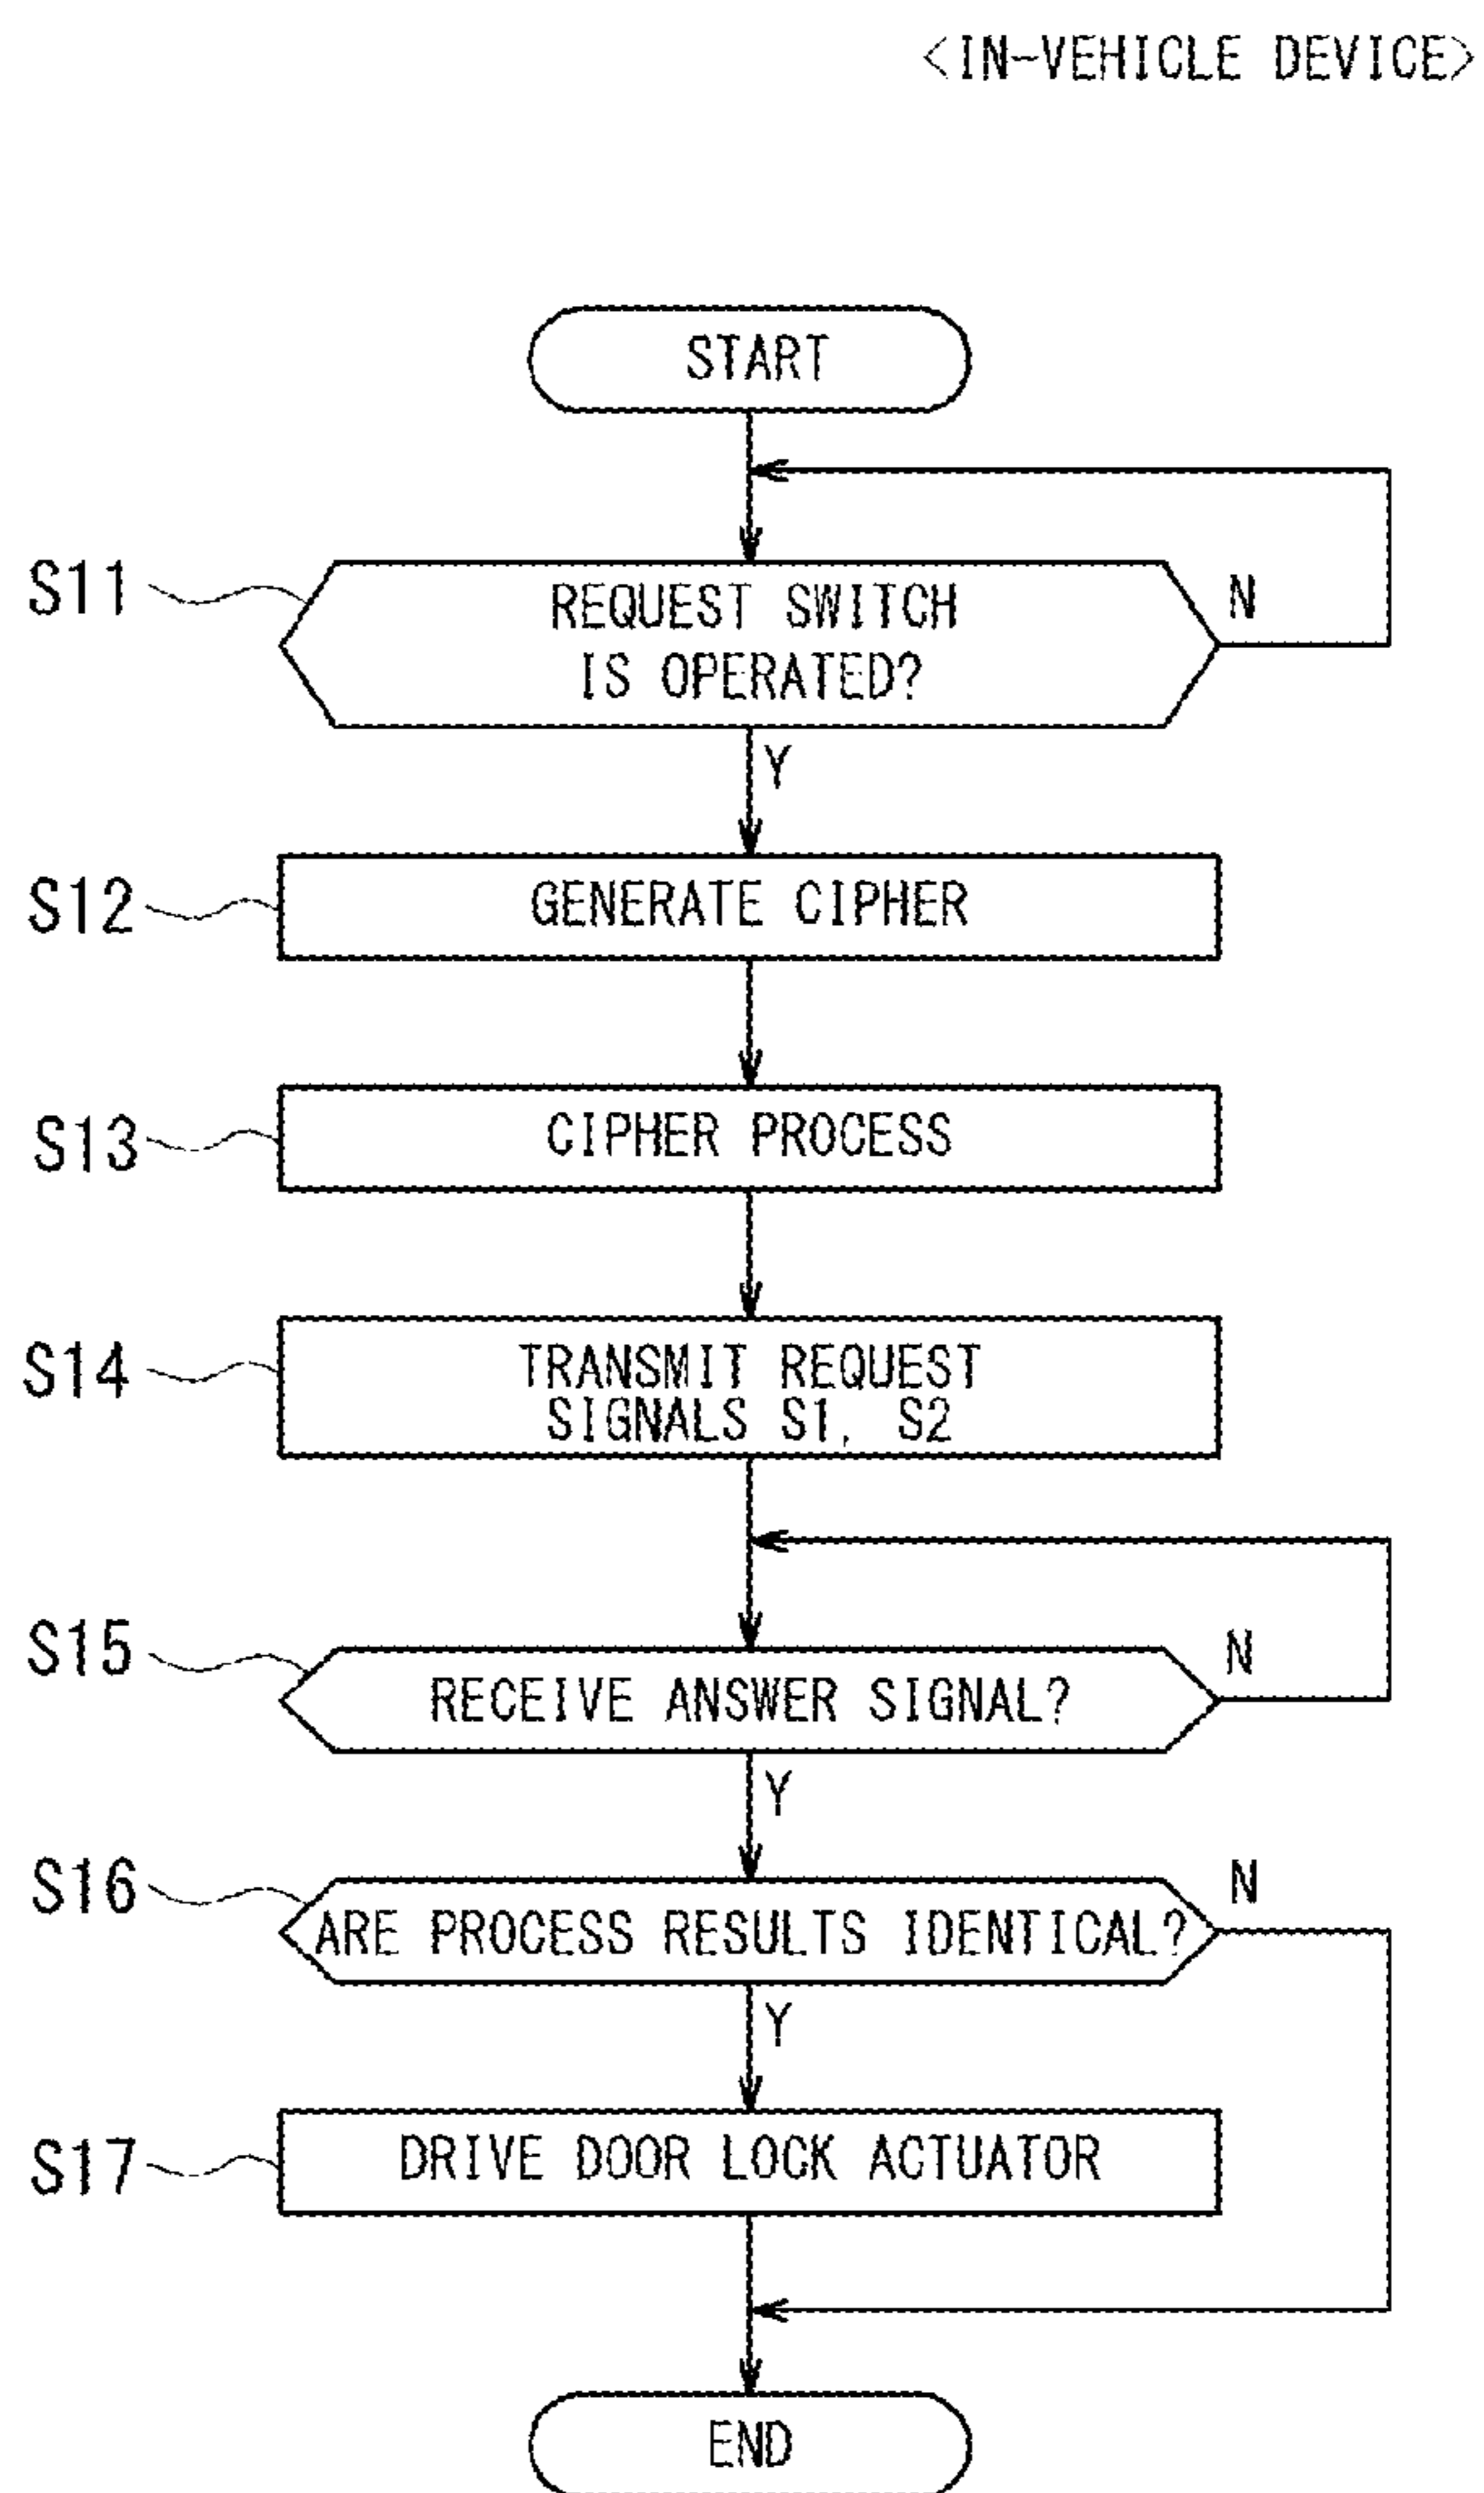 <IN-VEHICLE DEVICE>
START
S11
REQUEST SWITCH
IS OPERATED?
N
Y
S12
GENERATE CIPHER
S13
CIPHER PROCESS
S14
TRANSMIT REQUEST
SIGNALS S1, S2
S15
RECEIVE ANSWER SIGNAL?
N
Y
S16
ARE PROCESS RESULTS IDENTICAL?
N
Y
S17
DRIVE DOOR LOCK ACTUATOR
END